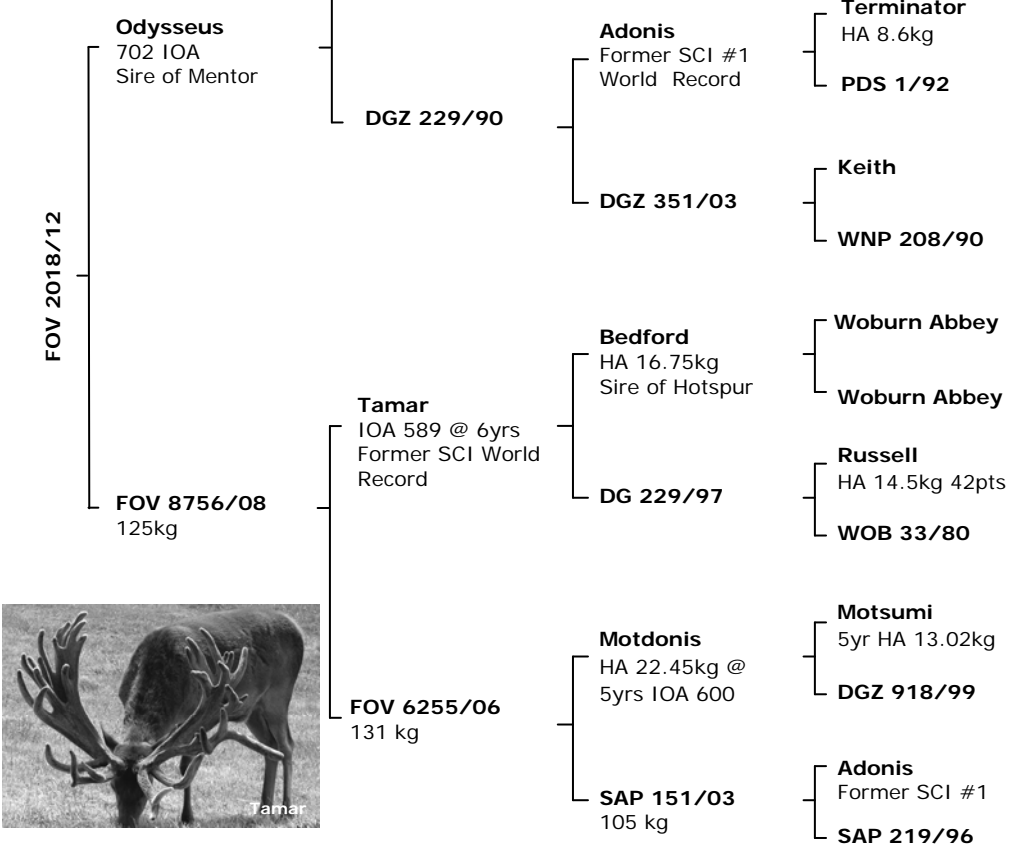 Terminator
HA 8.6kg
Odysseus
702 IOA
Sire of Mentor
Adonis
Former SCI #1
World Record
PDS 1/92
DGZ 229/90
Keith
DGZ 351/03
WNP 208/90
FOV 2018/12
Woburn Abbey
Bedford
HA 16.75kg
Sire of Hotspur
Woburn Abbey
Tamar
IOA 589 @ 6yrs
Former SCI World
Record
Russell
HA 14.5kg 42pts
DG 229/97
WOB 33/80
FOV 8756/08
125kg
Motsumi
5yr HA 13.02kg
Motdonis
HA 22.45kg @
5yrs IOA 600
DGZ 918/99
FOV 6255/06
131 kg
Adonis
Former SCI #1
SAP 151/03
105 kg
SAP 219/96
Tamar